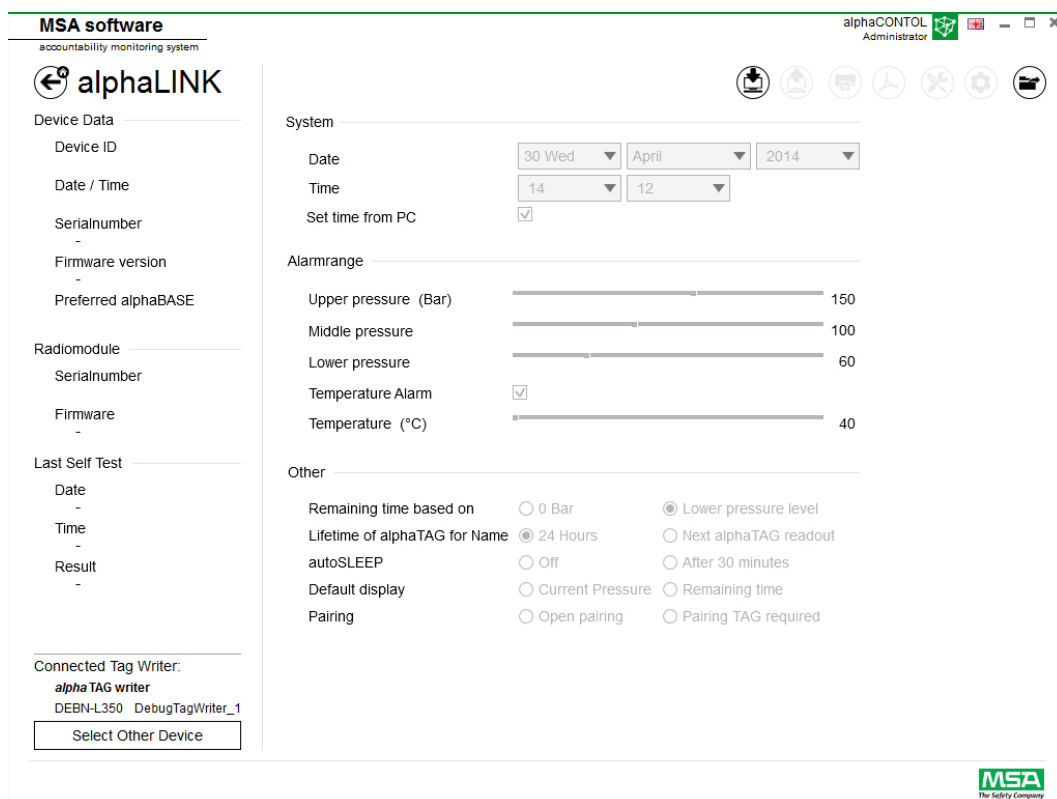 MSA software
accountability monitoring system
alphaCONTOL
Administrator
alphaLINK
Device Data
Device ID
Date / Time
Serialnumber
-
Firmware version
-
Preferred alphaBASE
Radiomodule
Serialnumber
Firmware
-
Last Self Test
Date
-
Time
-
Result
-
Connected Tag Writer:
alpha TAG writer
DEBN-L350 DebugTagWriter_1
Select Other Device
System
Date 30 Wed April 2014
Time 14 12
Set time from PC
Alarmrange
Upper pressure (Bar) 150
Middle pressure 100
Lower pressure 60
Temperature Alarm
Temperature (°C) 40
Other
Remaining time based on 0 Bar Lower pressure level
Lifetime of alphaTAG for Name 24 Hours Next alphaTAG readout
autoSLEEP Off After 30 minutes
Default display Current Pressure Remaining time
Pairing Open pairing Pairing TAG required
MSA
The Safety Company